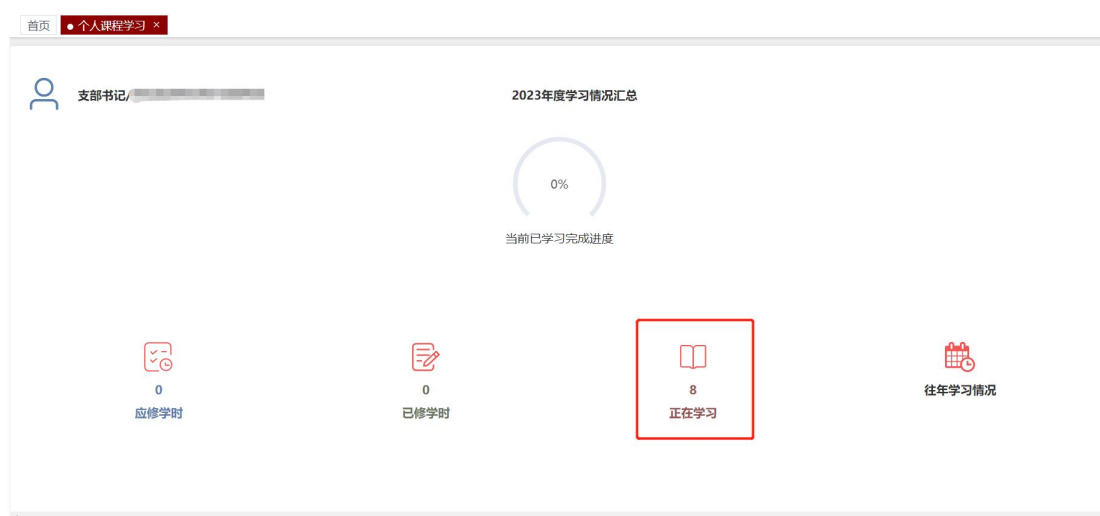 首页 ● 个人课程学习 ×
支部书记/
2023年度学习情况汇总
0%
当前已学习完成进度
0 0 8 往年学习情况
应修学时 已修学时 正在学习